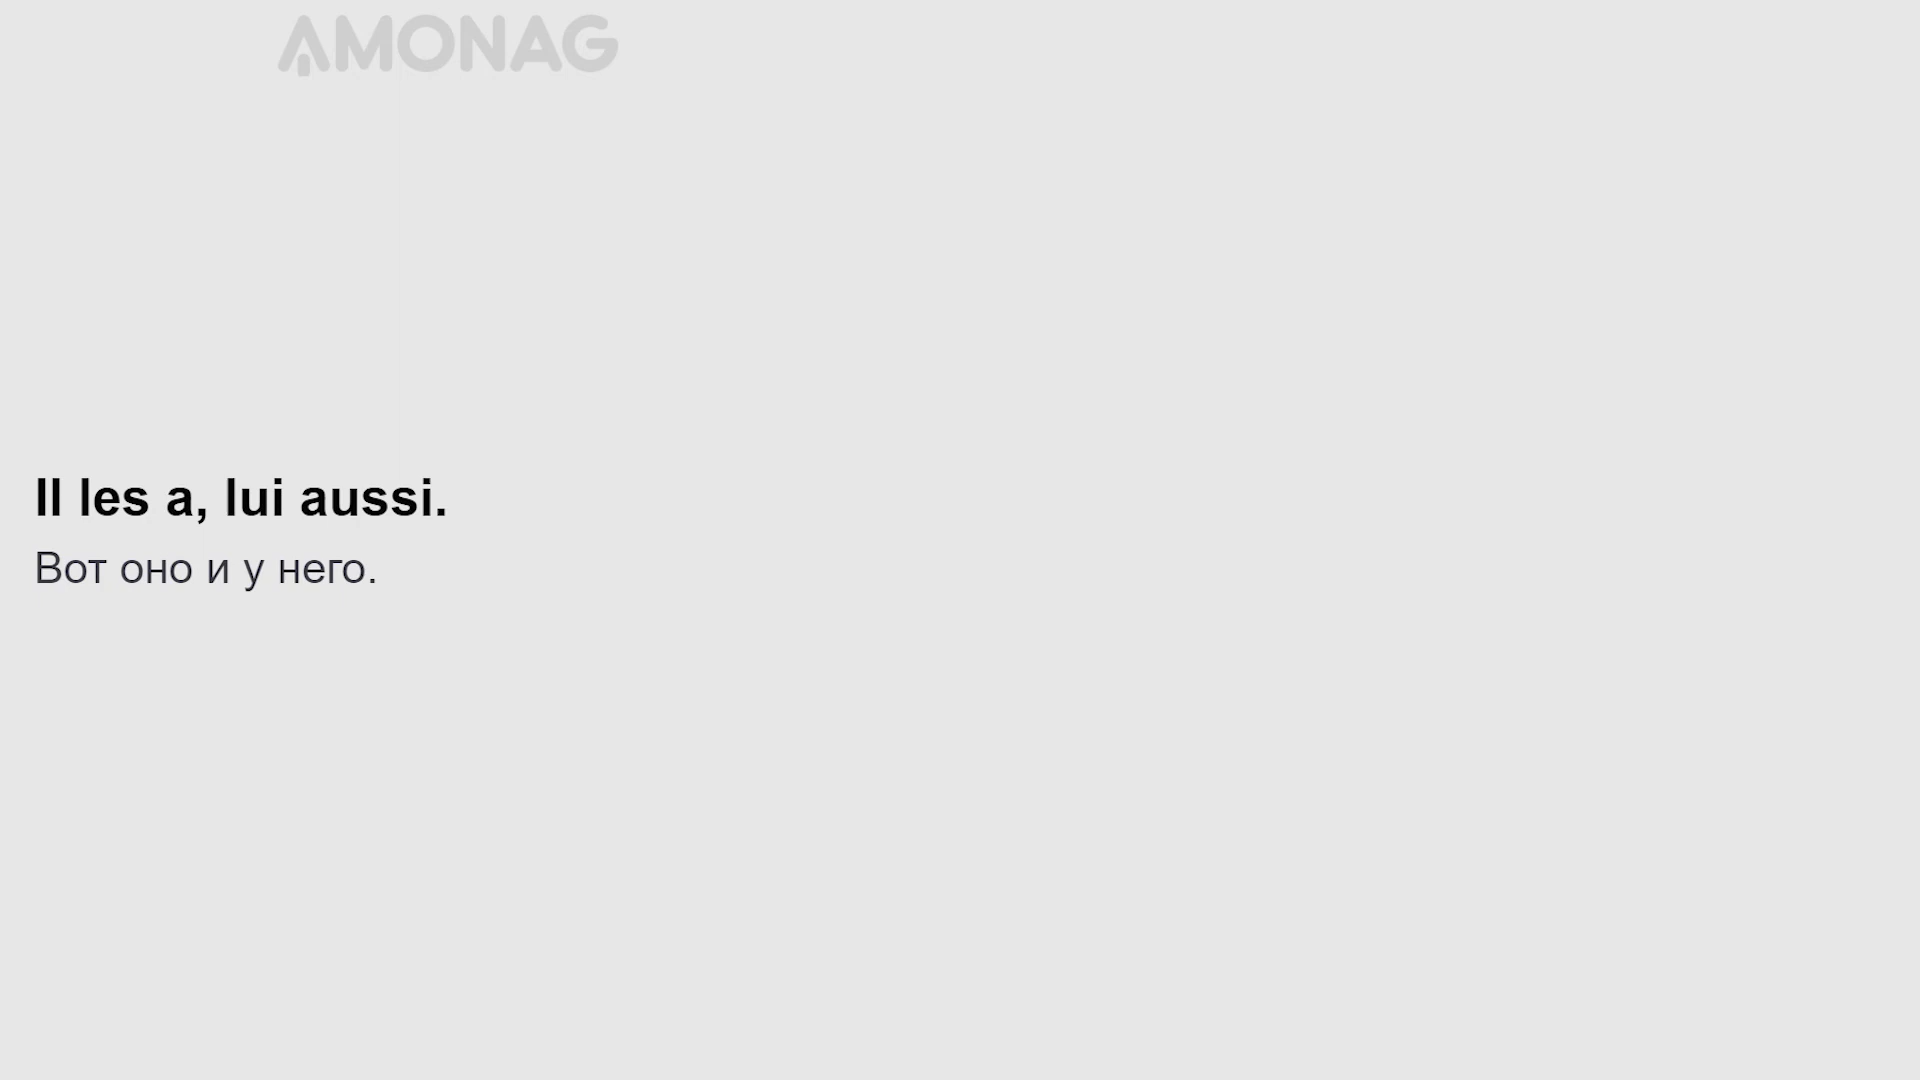 AMONAG
Il les a, lui aussi.
Вот оно и у него.